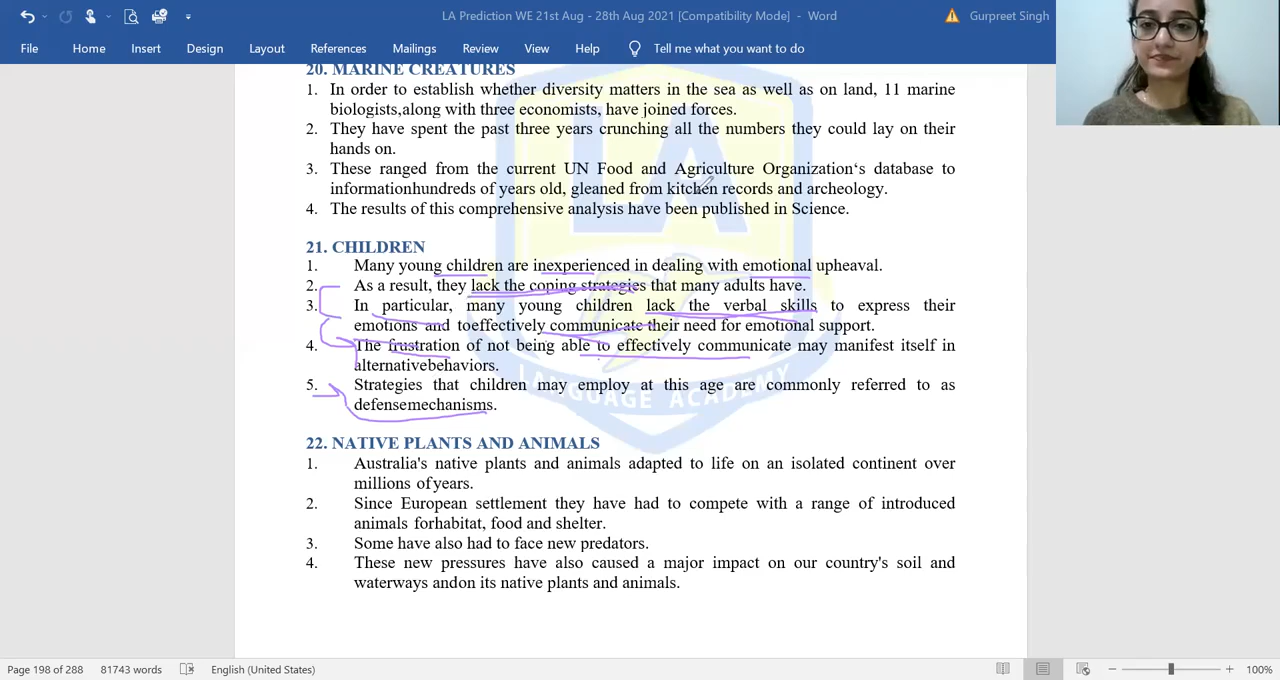 LA Prediction WE 21st Aug - 28th Aug 2021 [Compatibility Mode] - Word
Gurpreet Singh
File Home Insert Design Layout References Mailings Review View Help Tell me what you want to do
20. MARINE CREATURES
1. In order to establish whether diversity matters in the sea as well as on land, 11 marine
biologists,along with three economists, have joined forces.
2. They have spent the past three years crunching all the numbers they could lay on their
hands on.
3. These ranged from the current UN Food and Agriculture Organization‘s database to
informationhundreds of years old, gleaned from kitchen records and archeology.
4. The results of this comprehensive analysis have been published in Science.
21. CHILDREN
1. Many young children are inexperienced in dealing with emotional upheaval.
2. As a result, they lack the coping strategies that many adults have.
3. In particular, many young children lack the verbal skills to express their
emotions and toeffectively communicate their need for emotional support.
4. The frustration of not being able to effectively communicate may manifest itself in
alternativebehaviors.
5. Strategies that children may employ at this age are commonly referred to as
defensemechanisms.
22. NATIVE PLANTS AND ANIMALS
1. Australia's native plants and animals adapted to life on an isolated continent over
millions of years.
2. Since European settlement they have had to compete with a range of introduced
animals forhabitat, food and shelter.
3. Some have also had to face new predators.
4. These new pressures have also caused a major impact on our country's soil and
waterways andon its native plants and animals.
LA
LANGUAGE ACADEMY
Page 198 of 288 81743 words English (United States) 100%